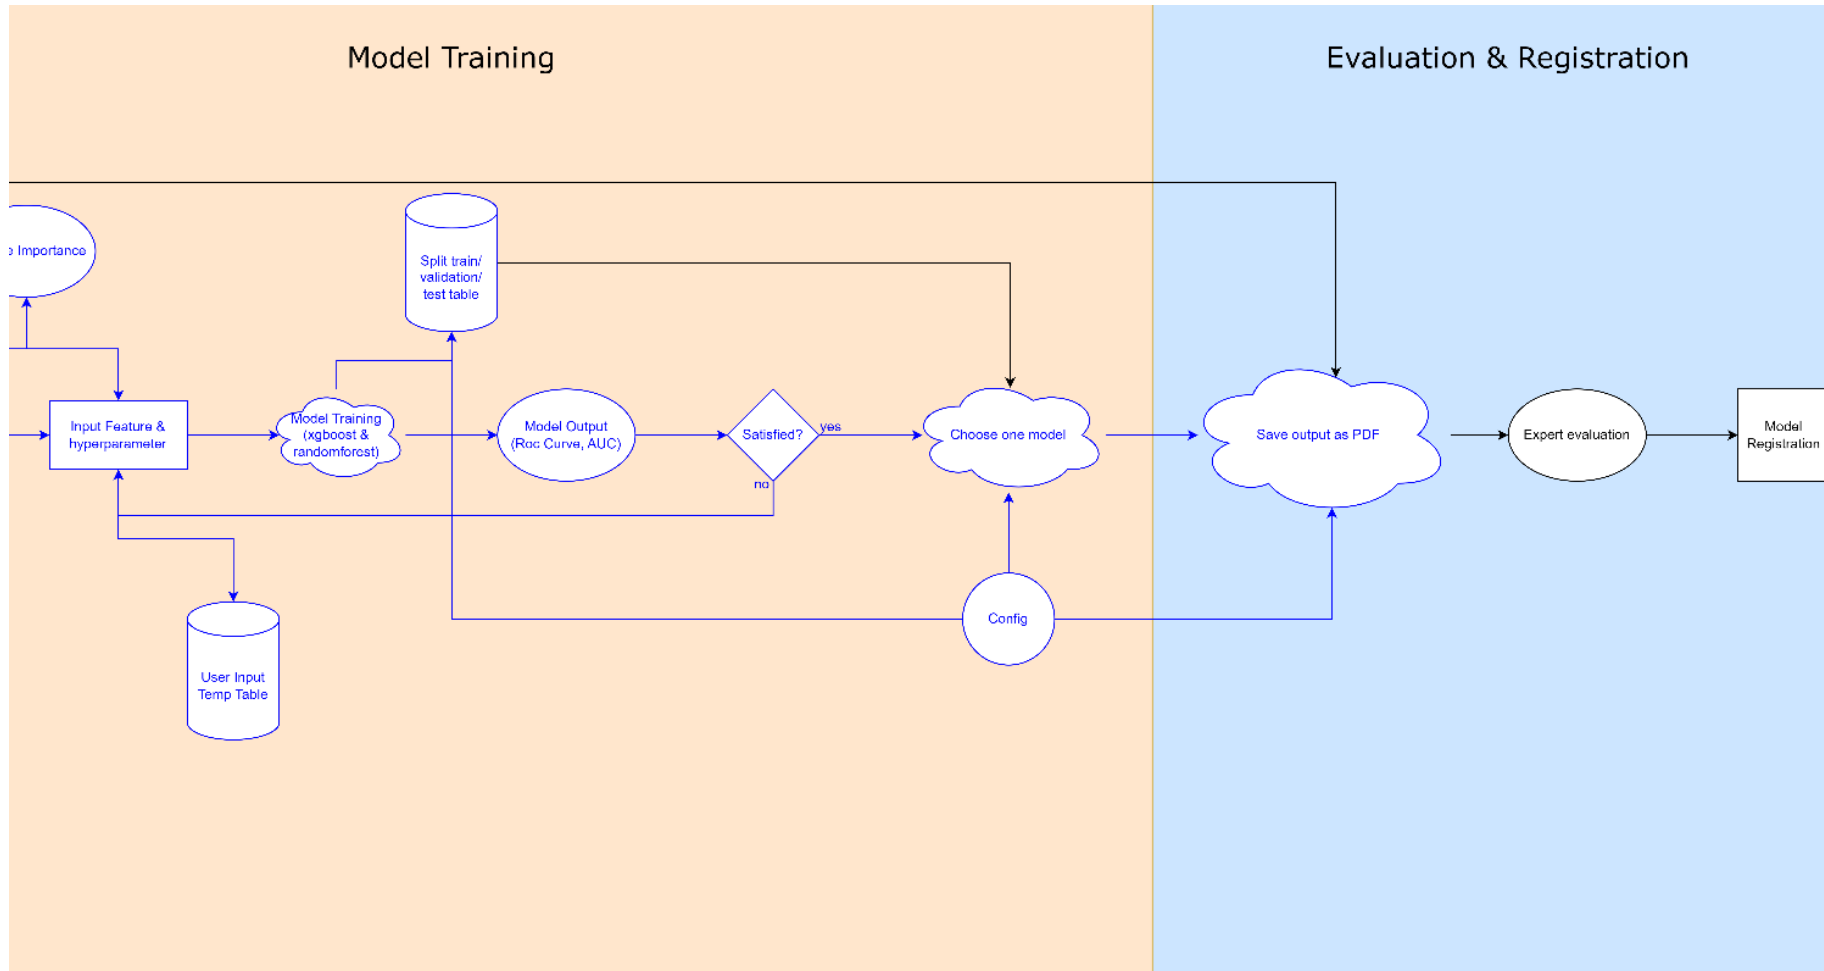 Model Training
Evaluation & Registration
e Importance
Split train/
validation/
test table
Input Feature &
hyperparameter
Model Training
(xgboost &
randomforest)
Model Output
(Roc Curve, AUC)
Satisfied?
yes
no
Choose one model
Save output as PDF
Expert evaluation
Model
Registration
Config
User Input
Temp Table